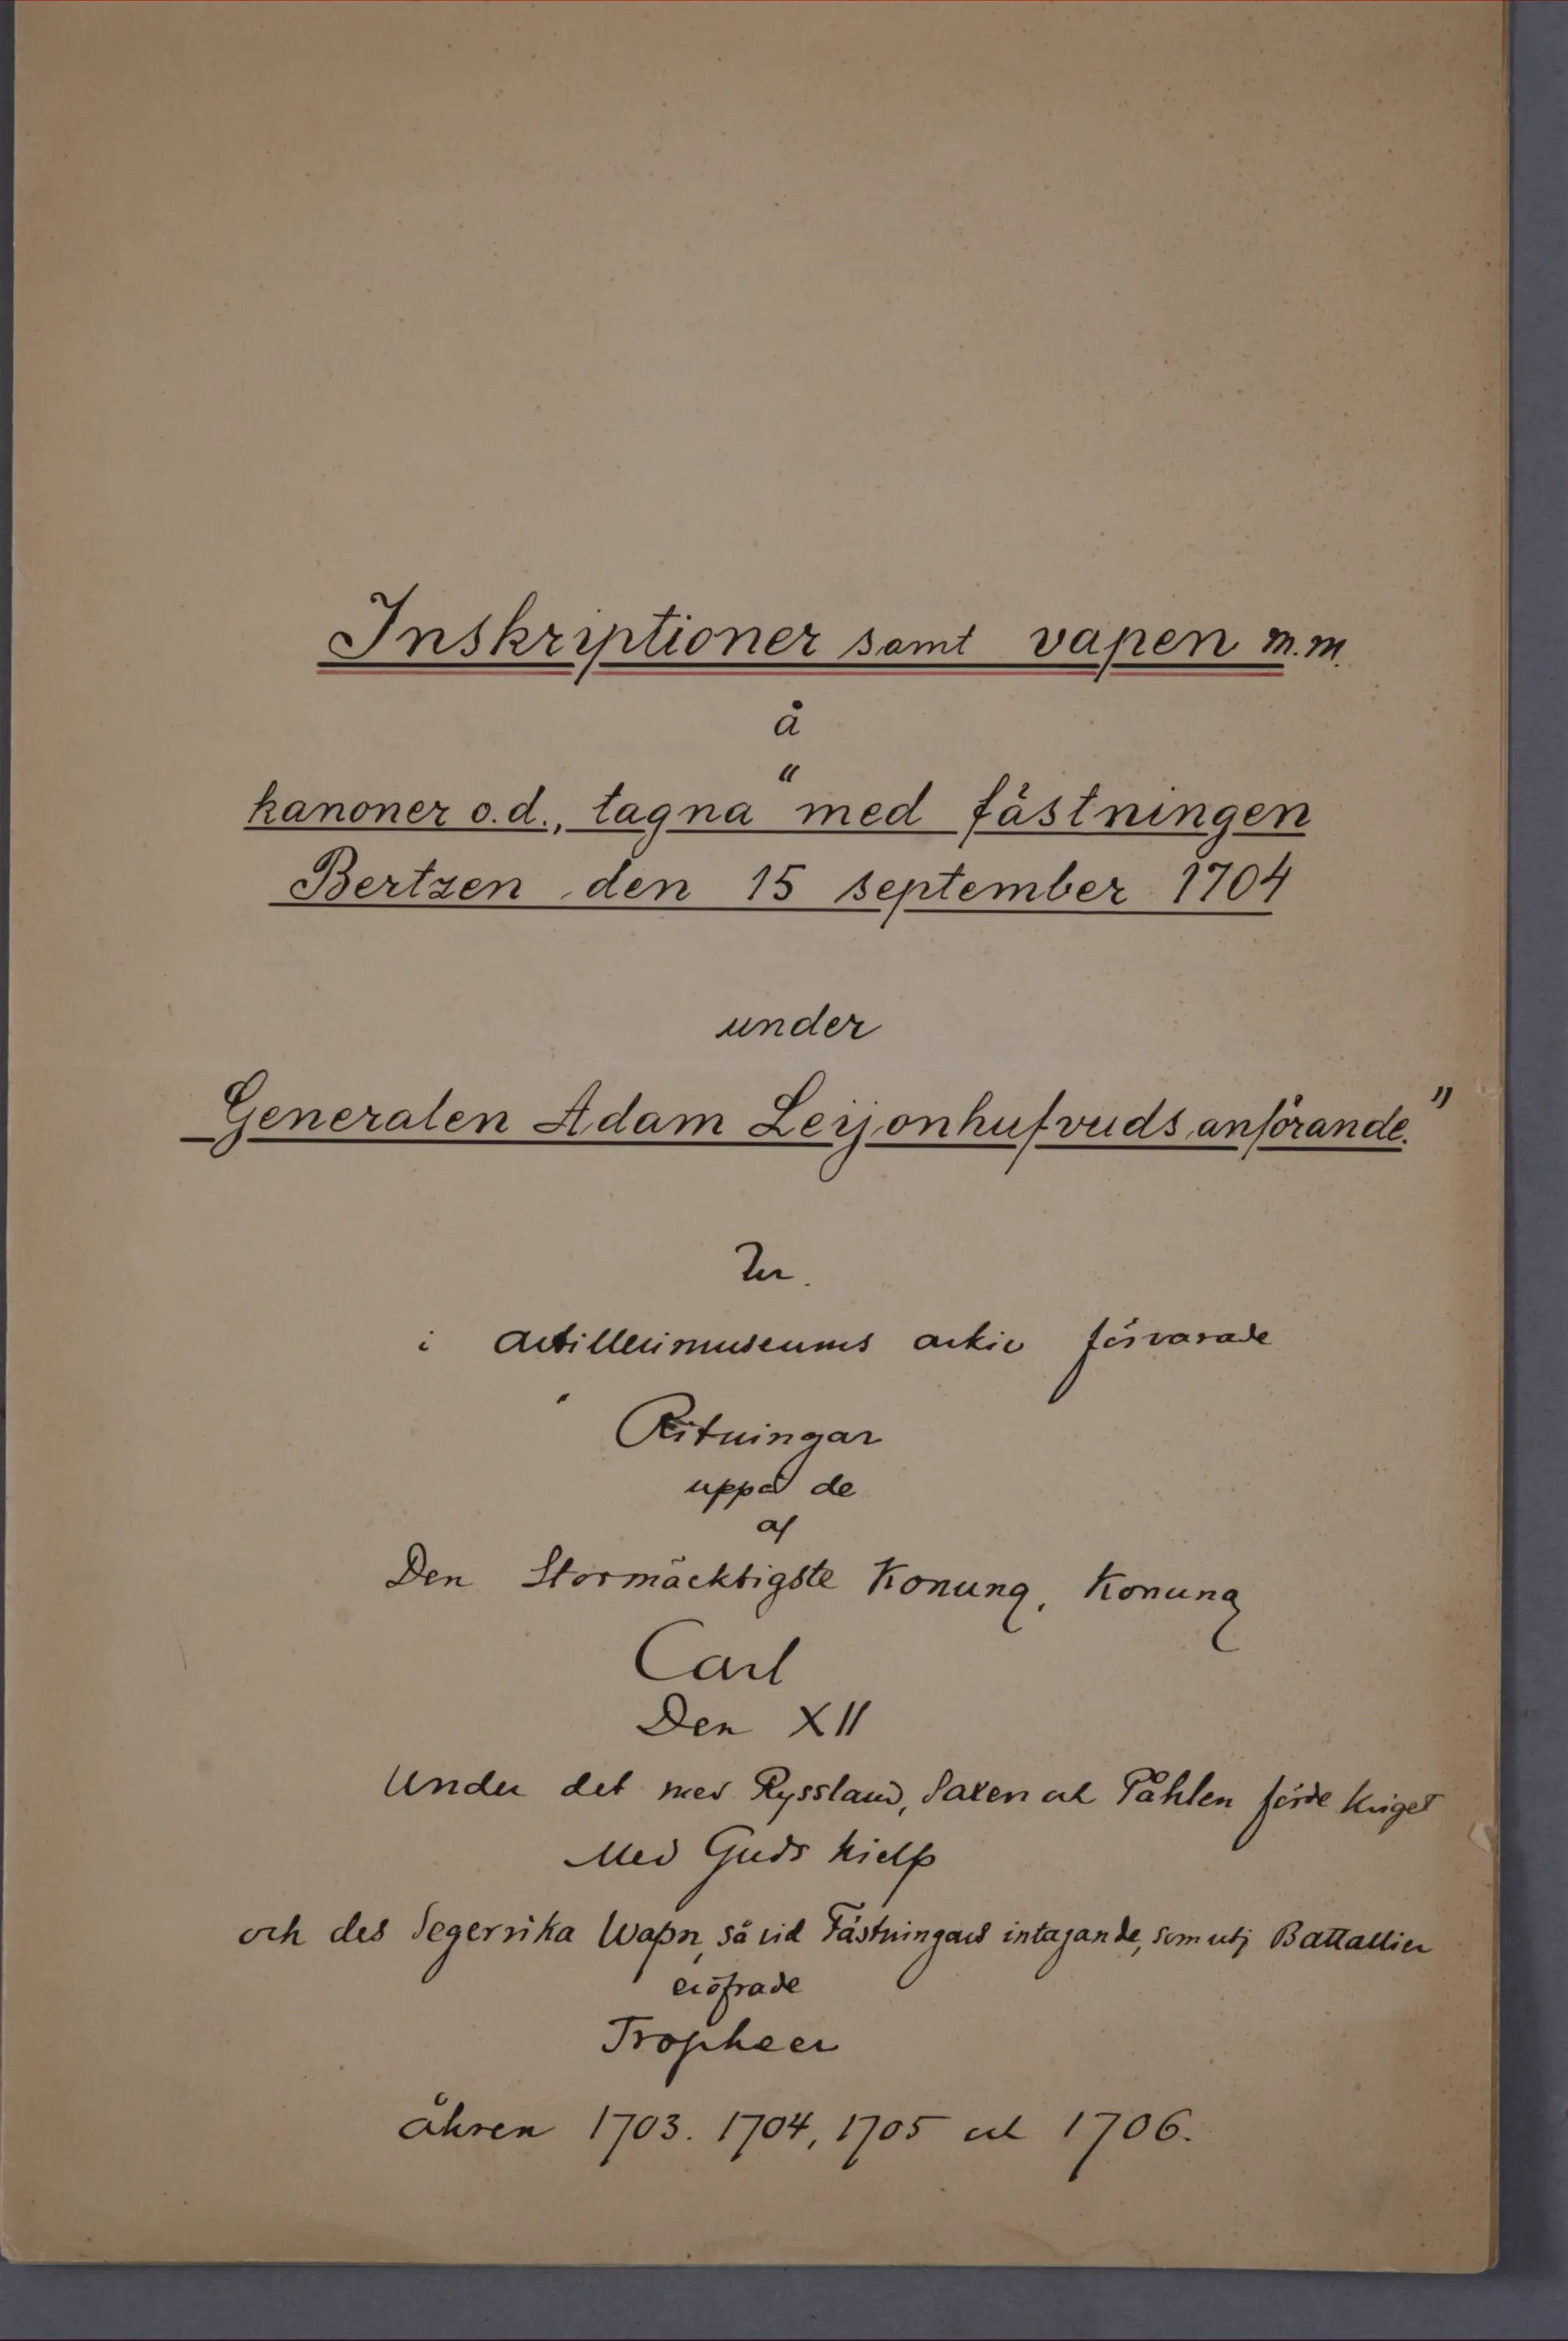 Inskriptioner samt vapen m.m.
å
kanoner o.d., tagna "med fästningen
Bertzen den 15 september 1704
under
Generalen Adam Leijonhufvuds anförande."
Ur.
i Artillerimuseums arkiv förvarade
Ritningar
uppå de
af
Den Stormäcktigste Konung, Konung
Carl
Den XII
Under det med Ryssland, Saxen och Påhlen förde kriget
Med Guds hielp
och des Segerrika Wapn, så vid Fästningars intagande, som utj Battallier
eröfrade
Tropheer
åhren 1703. 1704, 1705 och 1706.